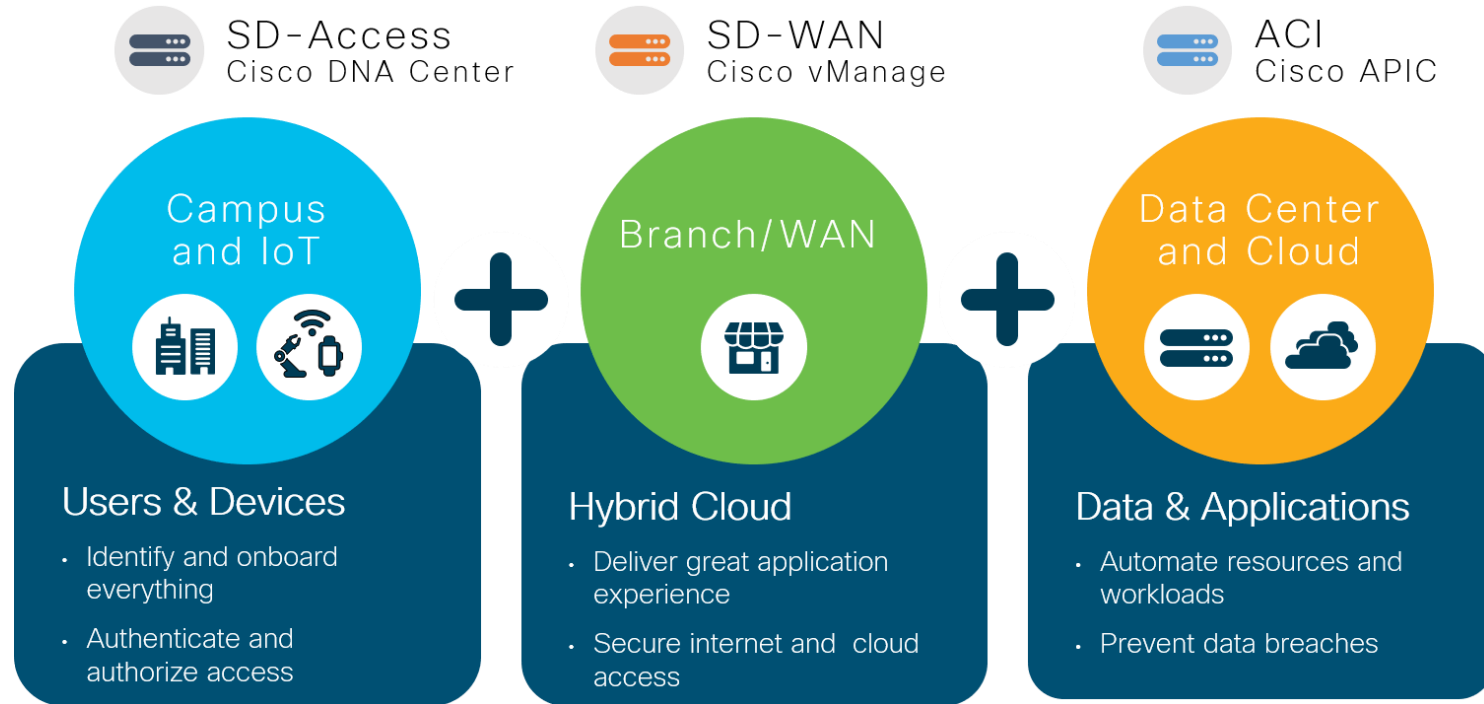 SD-Access
Cisco DNA Center
SD-WAN
Cisco vManage
ACI
Cisco APIC
Campus
and IoT
Branch/WAN
Data Center
and Cloud
Users & Devices
• Identify and onboard
everything
• Authenticate and
authorize access
Hybrid Cloud
• Deliver great application
experience
• Secure internet and cloud
access
Data & Applications
• Automate resources and
workloads
• Prevent data breaches